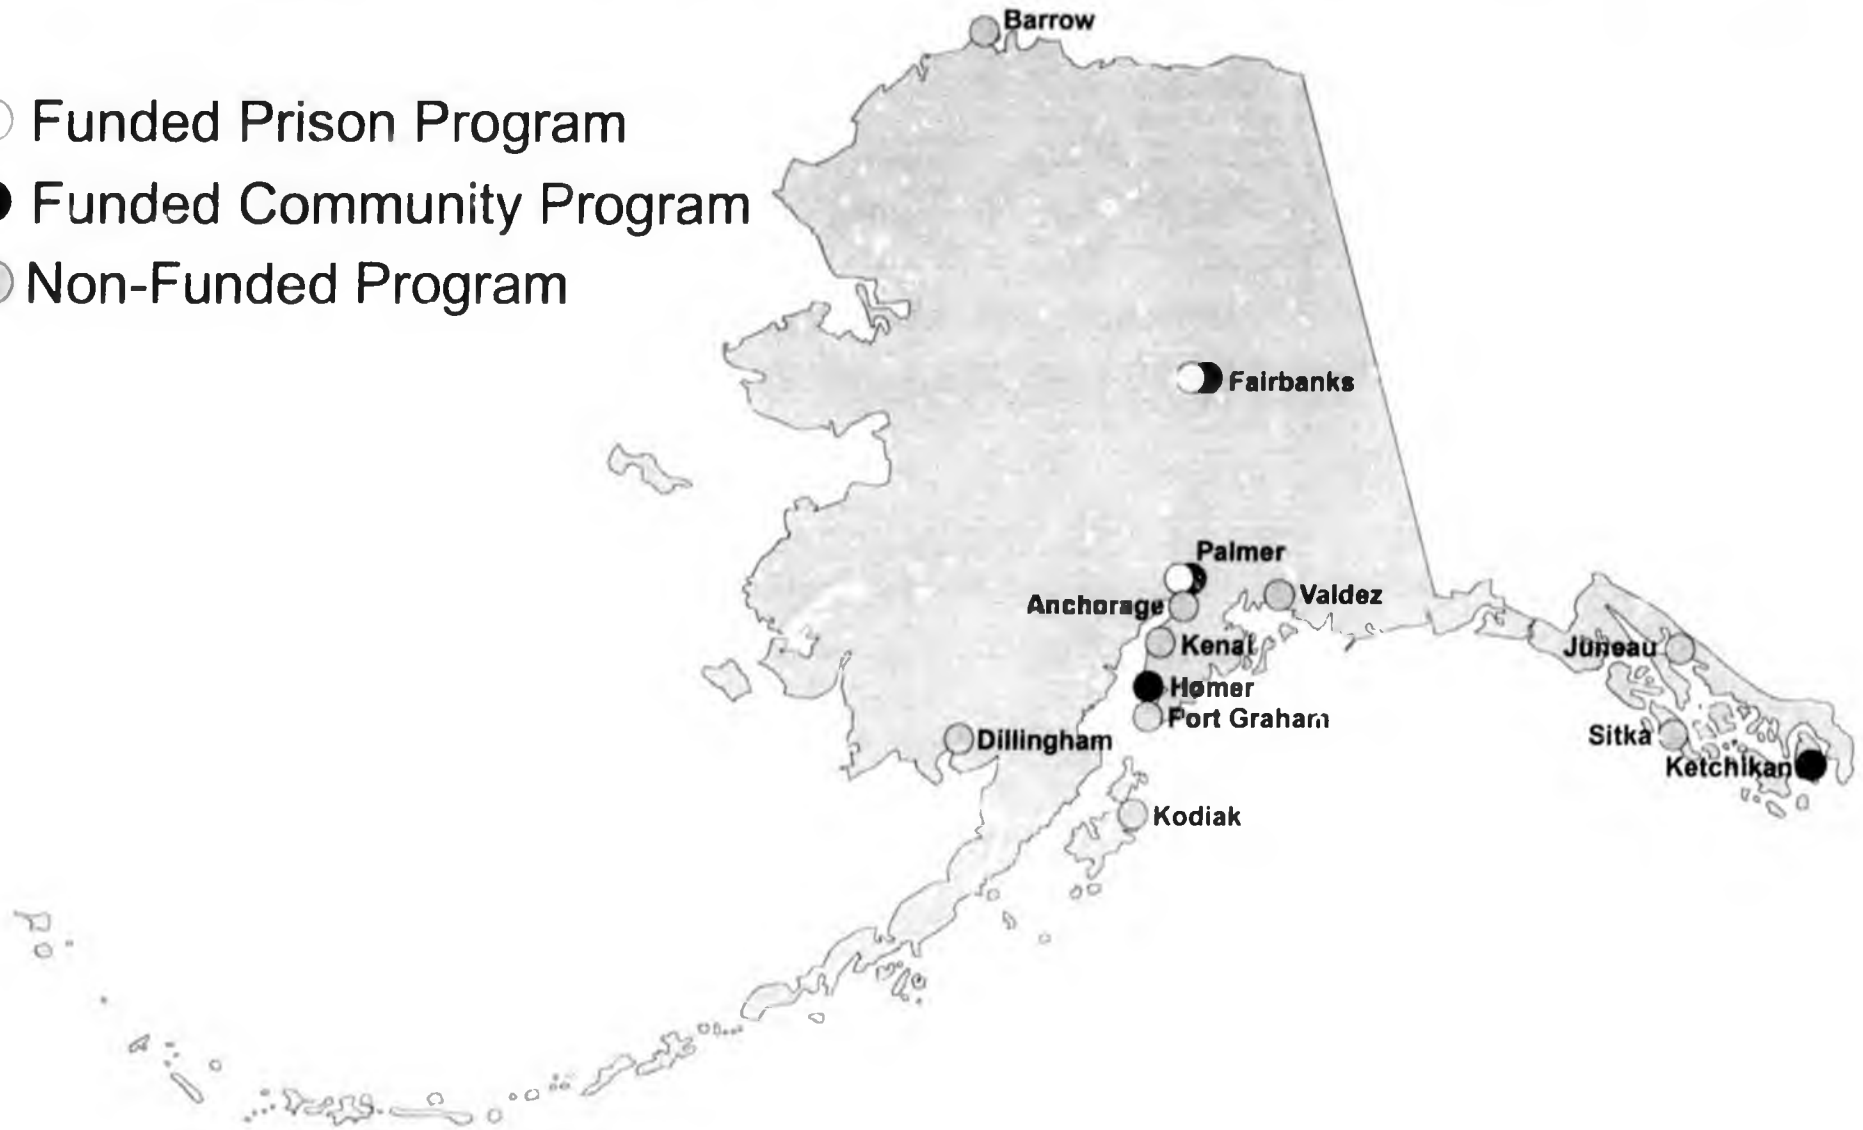 Barrow
Funded Prison Program
Funded Community Program
Non-Funded Program
Fairbanks
Palmer
Anchorage
Valdez
Kenai
Juneau
Homer
Port Graham
Sitka
Dillingham
Ketchikan
Kodiak